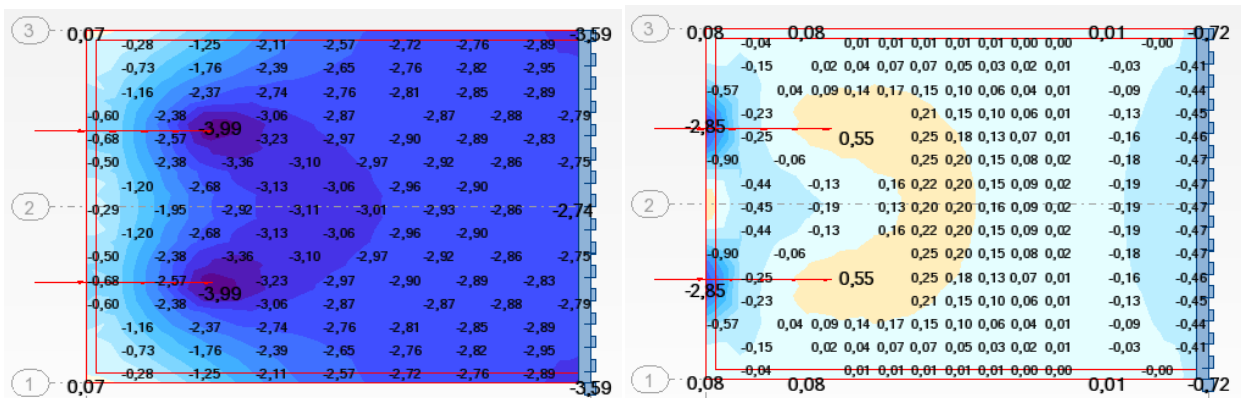 3
0,07 -3,59
-0,28 -1,25 -2,11 -2,57 -2,72 -2,76 -2,89
-0,73 -1,76 -2,39 -2,65 -2,76 -2,82 -2,95
-1,16 -2,37 -2,74 -2,76 -2,81 -2,85 -2,89
-0,60 -2,38 -3,06 -2,87 -2,87 -2,88 -2,79
-3,99
-0,68 -2,57 -3,23 -2,97 -2,90 -2,89 -2,83
-0,50 -2,38 -3,36 -3,10 -2,97 -2,92 -2,86 -2,75
-1,20 -2,68 -3,13 -3,06 -2,96 -2,90
2
-0,29 -1,95 -2,92 -3,11 -3,01 -2,93 -2,86 -2,74
-1,20 -2,68 -3,13 -3,06 -2,96 -2,90
-0,50 -2,38 -3,36 -3,10 -2,97 -2,92 -2,86 -2,75
-0,68 -2,57 -3,23 -2,97 -2,90 -2,89 -2,83
-3,99
-0,60 -2,38 -3,06 -2,87 -2,87 -2,88 -2,79
-1,16 -2,37 -2,74 -2,76 -2,81 -2,85 -2,89
-0,73 -1,76 -2,39 -2,65 -2,76 -2,82 -2,95
-0,28 -1,25 -2,11 -2,57 -2,72 -2,76 -2,89
1
0,07 -3,59
3
0,08 0,08 0,01 -0,72
-0,04 0,01 0,01 0,01 0,01 0,01 0,00 0,00 -0,00
-0,15 0,02 0,04 0,07 0,07 0,05 0,03 0,02 0,01 -0,03 -0,41
-0,57 0,04 0,09 0,14 0,17 0,15 0,10 0,06 0,04 0,01 -0,09 -0,44
-0,23 0,21 0,15 0,10 0,06 0,01 -0,13 -0,45
-2,85
-0,25 0,55 0,25 0,18 0,13 0,07 0,01 -0,16 -0,46
-0,90 -0,06 0,25 0,20 0,15 0,08 0,02 -0,18 -0,47
-0,44 -0,13 0,16 0,22 0,20 0,15 0,09 0,02 -0,19 -0,47
2
-0,45 -0,19 0,13 0,20 0,20 0,16 0,09 0,02 -0,19 -0,47
-0,44 -0,13 0,16 0,22 0,20 0,15 0,09 0,02 -0,19 -0,47
-0,90 -0,06 0,25 0,20 0,15 0,08 0,02 -0,18 -0,47
-0,25 0,55 0,25 0,18 0,13 0,07 0,01 -0,16 -0,46
-2,85
-0,23 0,21 0,15 0,10 0,06 0,01 -0,13 -0,45
-0,57 0,04 0,09 0,14 0,17 0,15 0,10 0,06 0,04 0,01 -0,09 -0,44
-0,15 0,02 0,04 0,07 0,07 0,05 0,03 0,02 0,01 -0,03 -0,41
-0,04 0,01 0,01 0,01 0,01 0,01 0,00 0,00 -0,00
1
0,08 0,08 0,01 -0,72